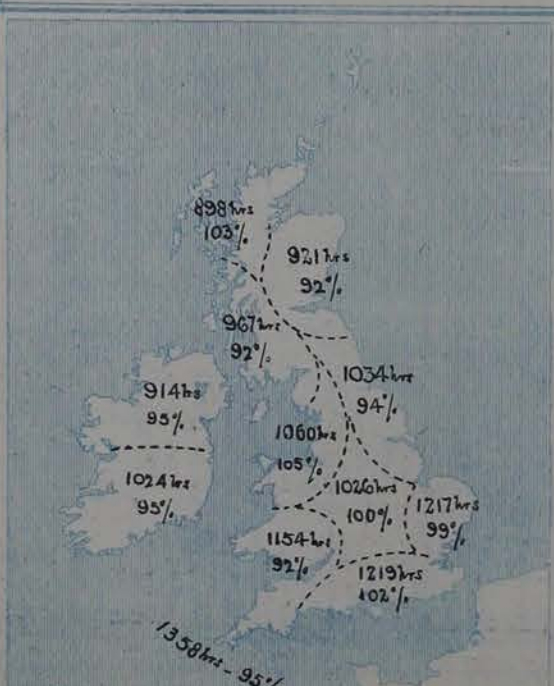 898 hrs
103%
921 hrs
92%
967 hrs
92%
914 hrs
95%
1034 hrs
94%
1060 hrs
105%
1024 hrs
95%
1026 hrs
100%
1217 hrs
99%
1154 hrs
92%
1219 hrs
102%
1358 hrs - 95%